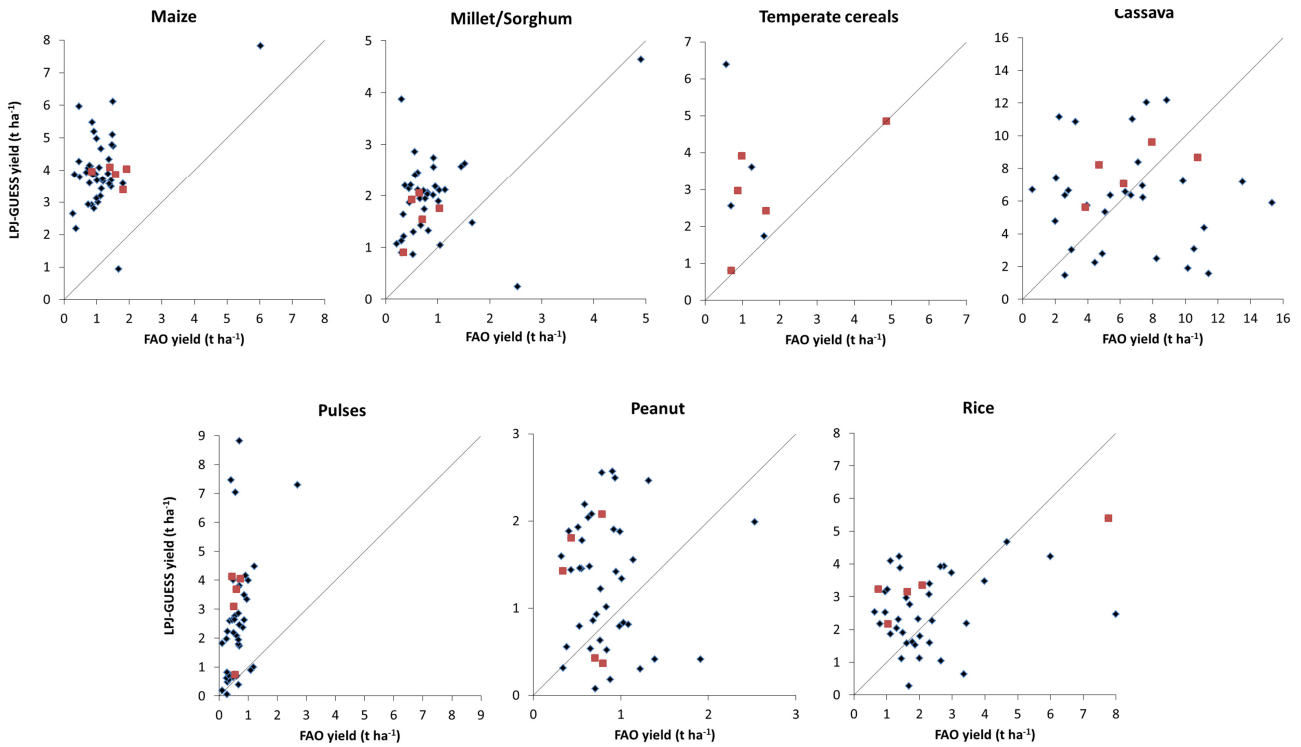 Maize
Millet/Sorghum
Temperate cereals
Cassava
LPJ-GUESS yield (t ha⁻¹)
8
7
6
5
4
3
2
1
0
0 1 2 3 4 5 6 7 8
FAO yield (t ha⁻¹)
5
4
3
2
1
0
0 1 2 3 4 5
FAO yield (t ha⁻¹)
7
6
5
4
3
2
1
0
0 1 2 3 4 5 6 7
FAO yield (t ha⁻¹)
16
14
12
10
8
6
4
2
0
0 2 4 6 8 10 12 14 16
FAO yield (t ha⁻¹)
Pulses
Peanut
Rice
LPJ-GUESS yield (t ha⁻¹)
9
8
7
6
5
4
3
2
1
0
0 1 2 3 4 5 6 7 8 9
FAO yield (t ha⁻¹)
3
2
1
0
0 1 2 3
FAO yield (t ha⁻¹)
8
7
6
5
4
3
2
1
0
0 1 2 3 4 5 6 7 8
FAO yield (t ha⁻¹)